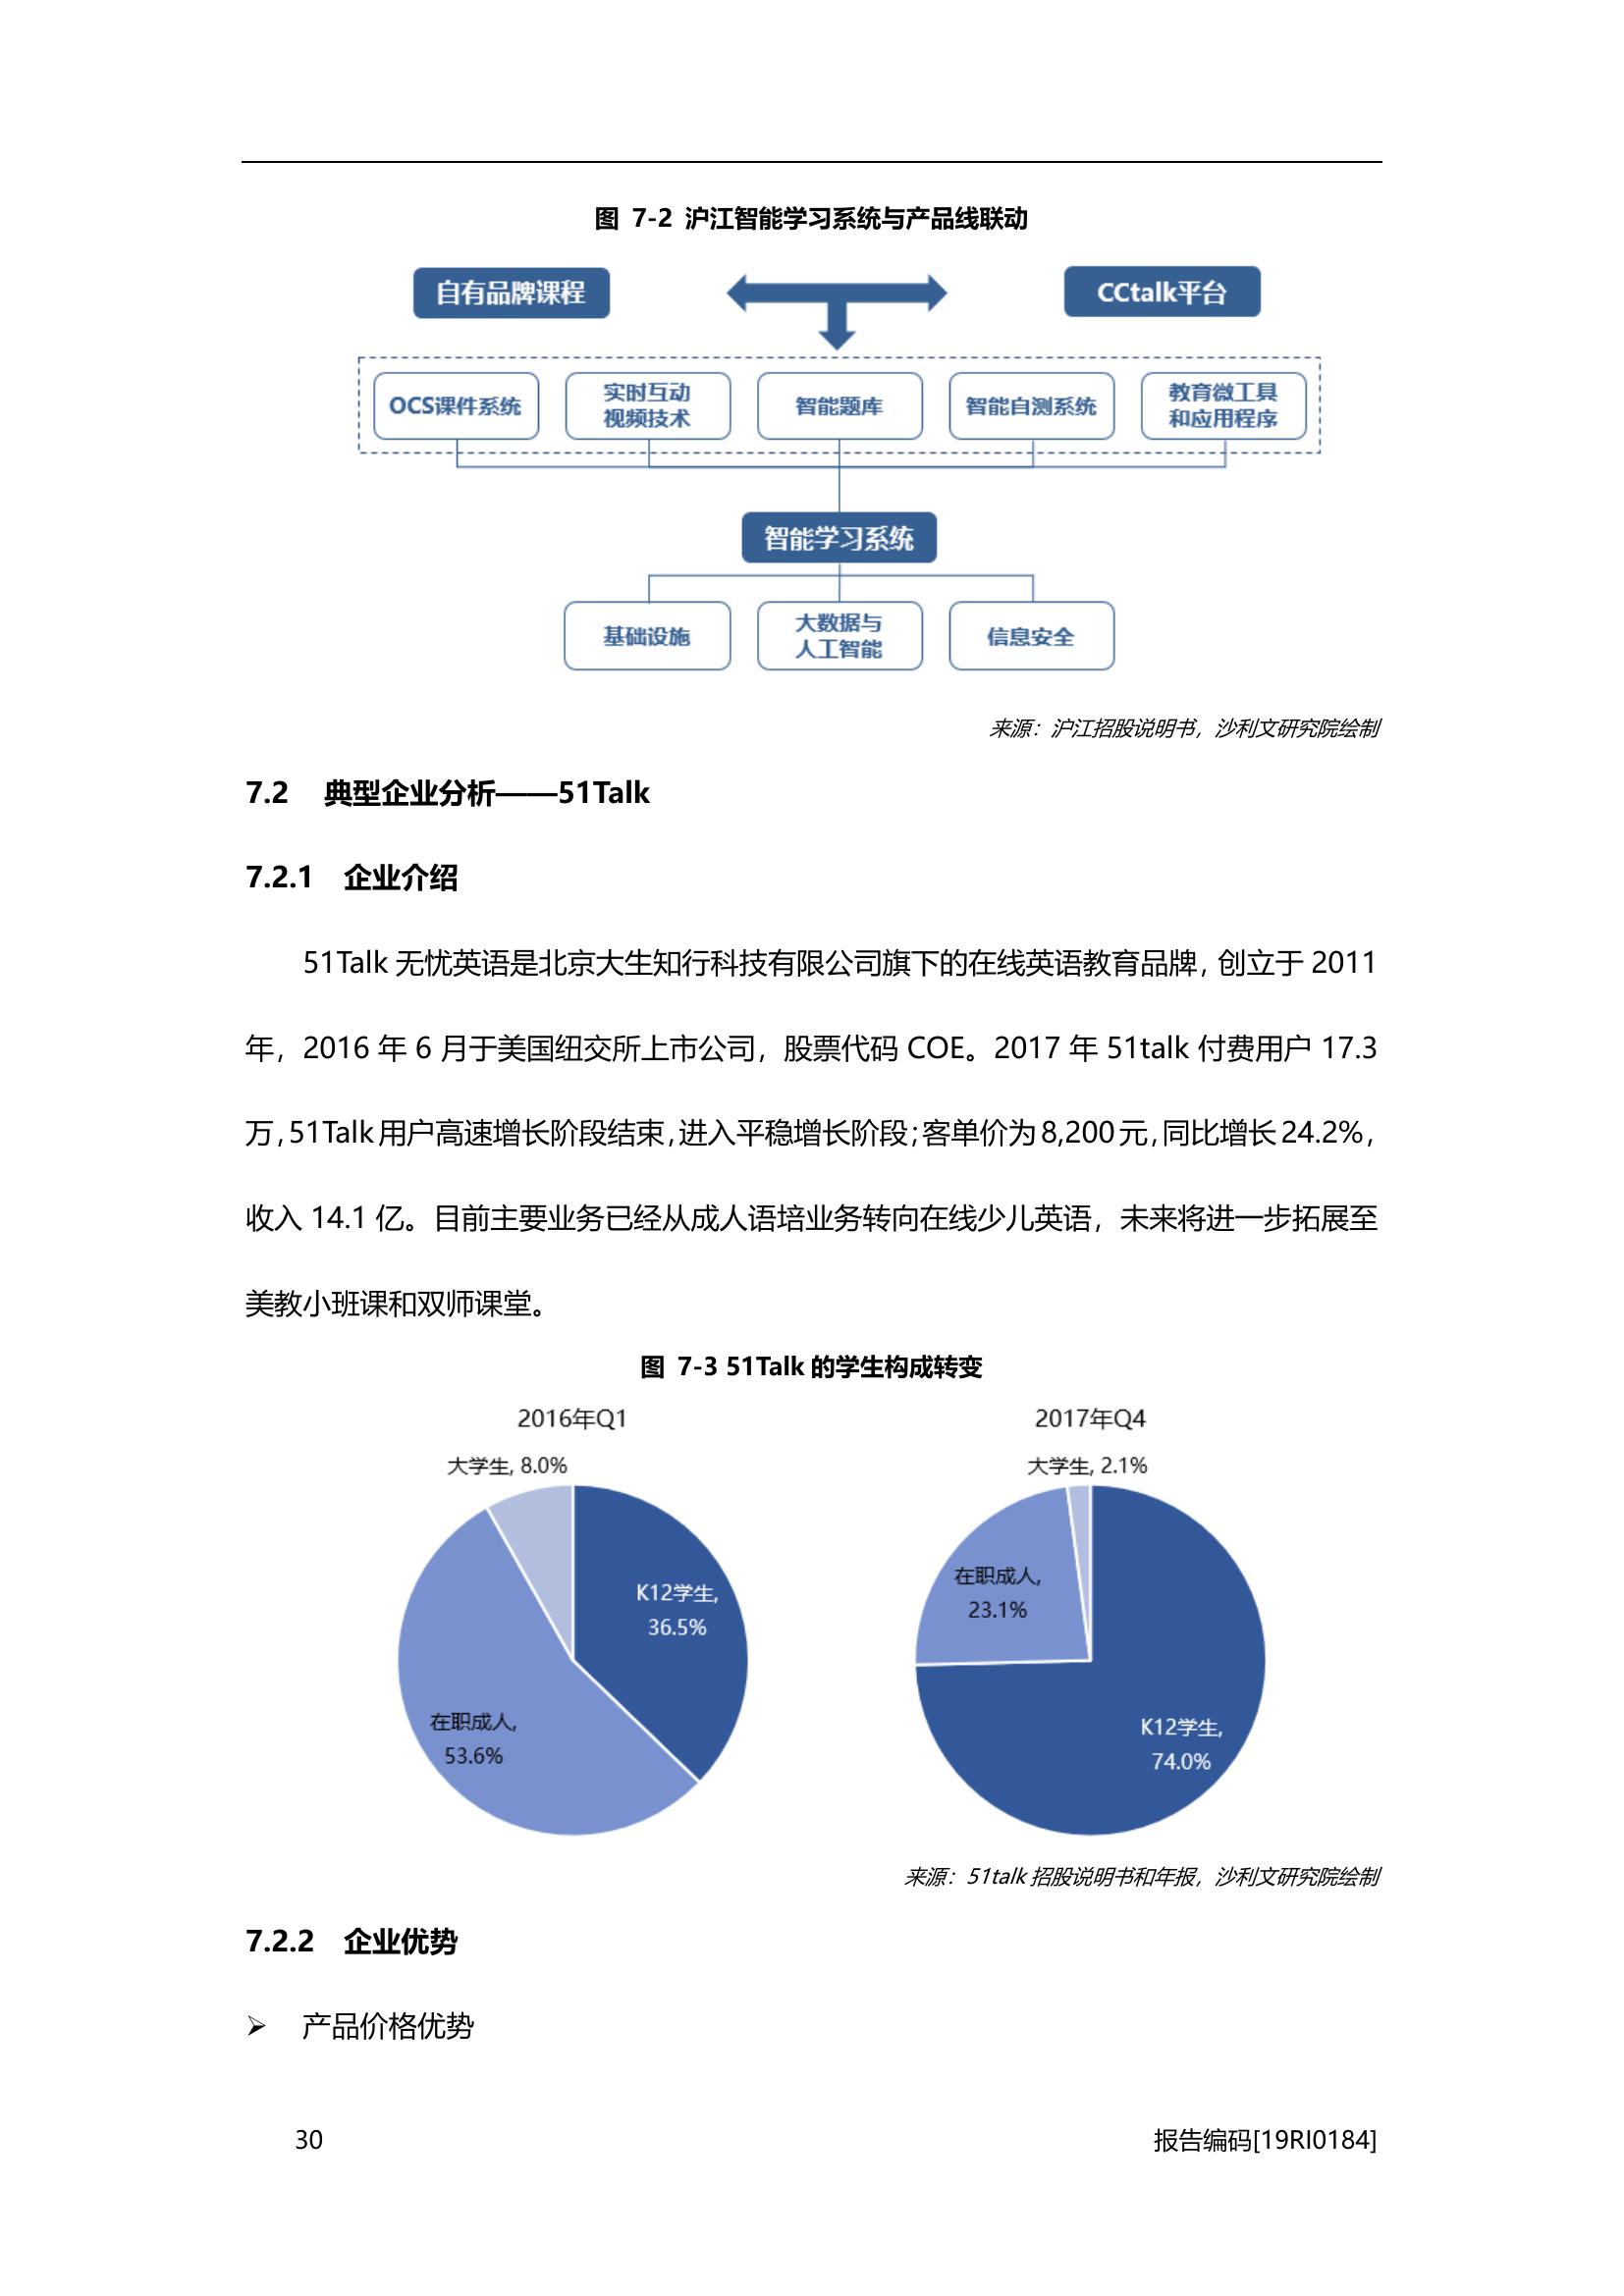 图 7-2 沪江智能学习系统与产品线联动
自有品牌课程
CCtalk平台
OCS课件系统
实时互动
视频技术
智能题库
智能自测系统
教育微工具
和应用程序
智能学习系统
基础设施
大数据与
人工智能
信息安全
来源：沪江招股说明书，沙利文研究院绘制
7.2 典型企业分析——51Talk
7.2.1 企业介绍
51Talk 无忧英语是北京大生知行科技有限公司旗下的在线英语教育品牌，创立于 2011
年，2016 年 6 月于美国纽交所上市公司，股票代码 COE。2017 年 51talk 付费用户 17.3
万，51Talk 用户高速增长阶段结束，进入平稳增长阶段；客单价为 8,200 元，同比增长 24.2%，
收入 14.1 亿。目前主要业务已经从成人语培业务转向在线少儿英语，未来将进一步拓展至
美教小班课和双师课堂。
图 7-3 51Talk 的学生构成转变
2016年Q1
大学生, 8.0%
K12学生,
36.5%
在职成人,
53.6%
2017年Q4
大学生, 2.1%
在职成人,
23.1%
K12学生,
74.0%
来源：51talk 招股说明书和年报，沙利文研究院绘制
7.2.2 企业优势
➢ 产品价格优势
30
报告编码[19RI0184]